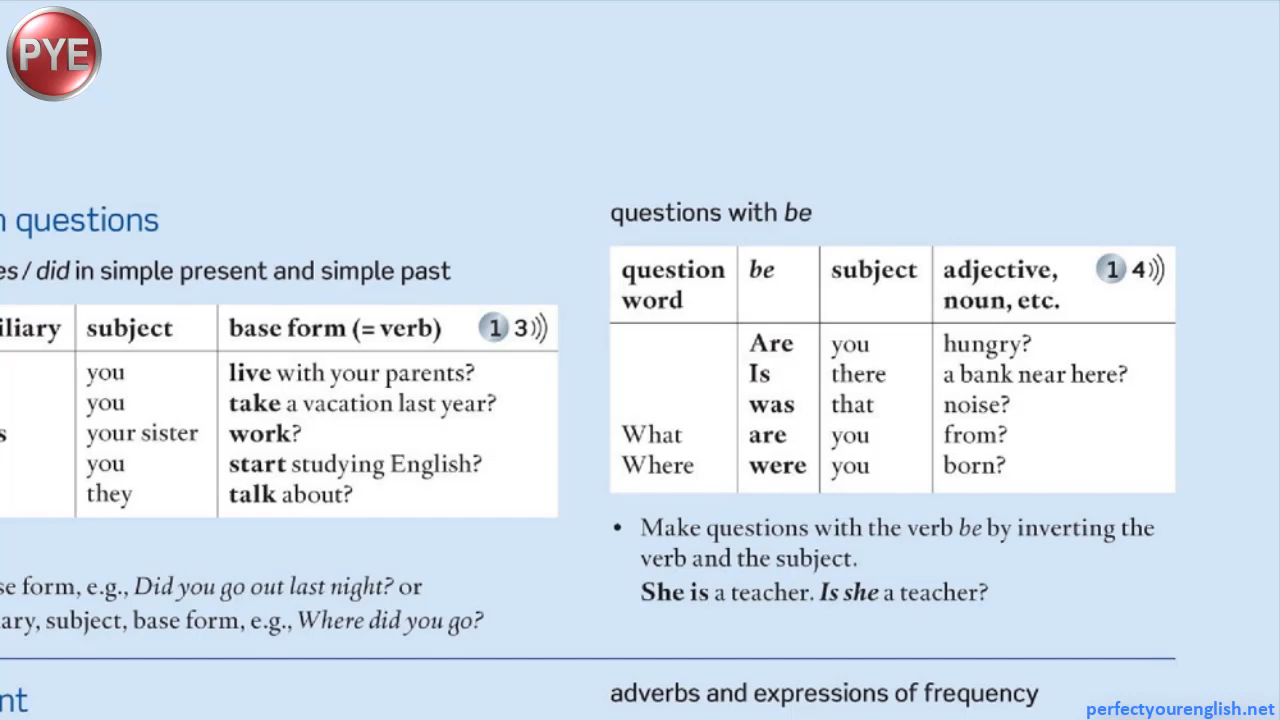 PYE
n questions
es / did in simple present and simple past
iliary subject base form (= verb) 1 3
you live with your parents?
you take a vacation last year?
s your sister work?
you start studying English?
they talk about?
se form, e.g., Did you go out last night? or
ary, subject, base form, e.g., Where did you go?
nt
questions with be
question word be subject adjective, noun, etc. 1 4
Are you hungry?
Is there a bank near here?
was that noise?
What are you from?
Where were you born?
• Make questions with the verb be by inverting the
verb and the subject.
She is a teacher. Is she a teacher?
adverbs and expressions of frequency
perfectyourenglish.net